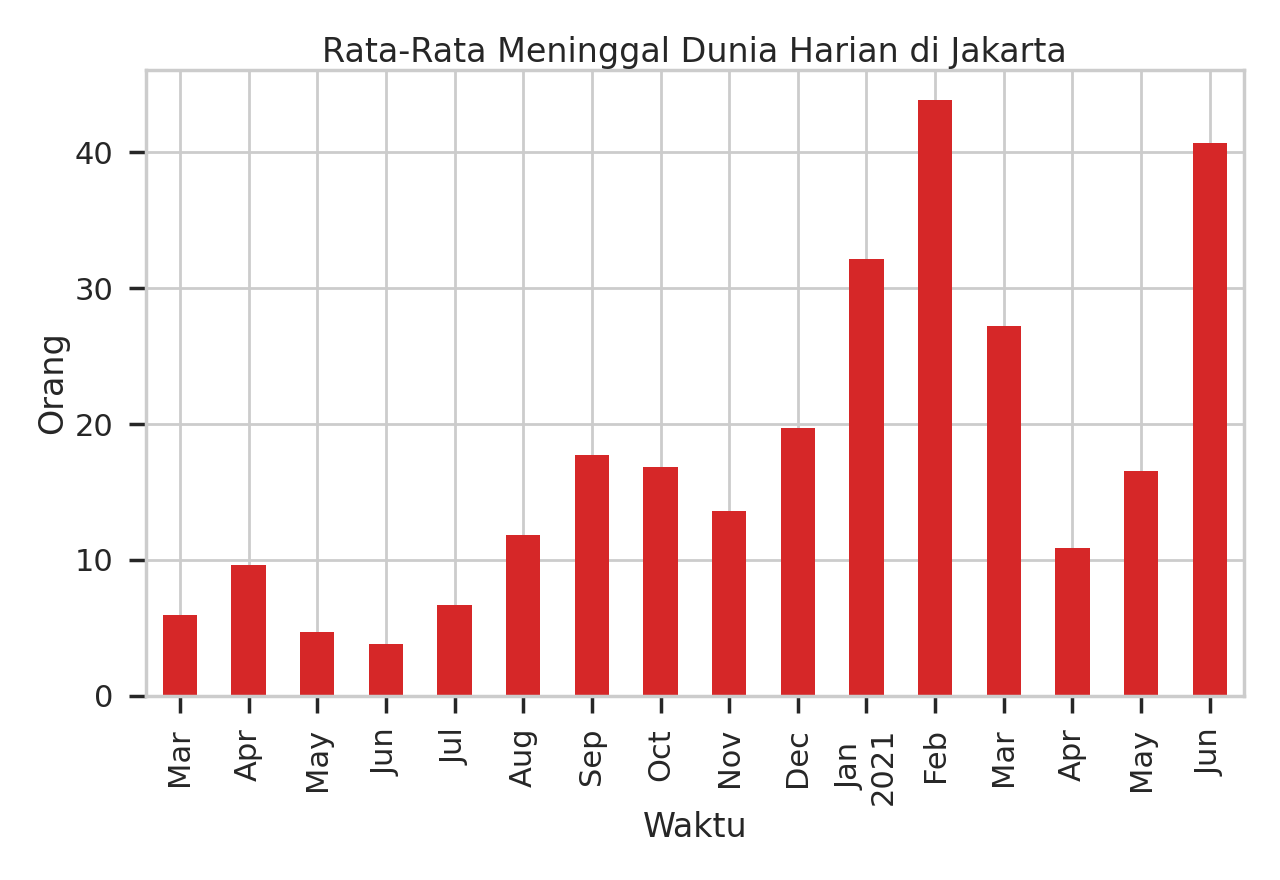 Rata-Rata Meninggal Dunia Harian di Jakarta
Orang
40
30
20
10
0
Mar
Apr
May
Jun
Jul
Aug
Sep
Oct
Nov
Dec
Jan
2021
Feb
Mar
Apr
May
Jun
Waktu